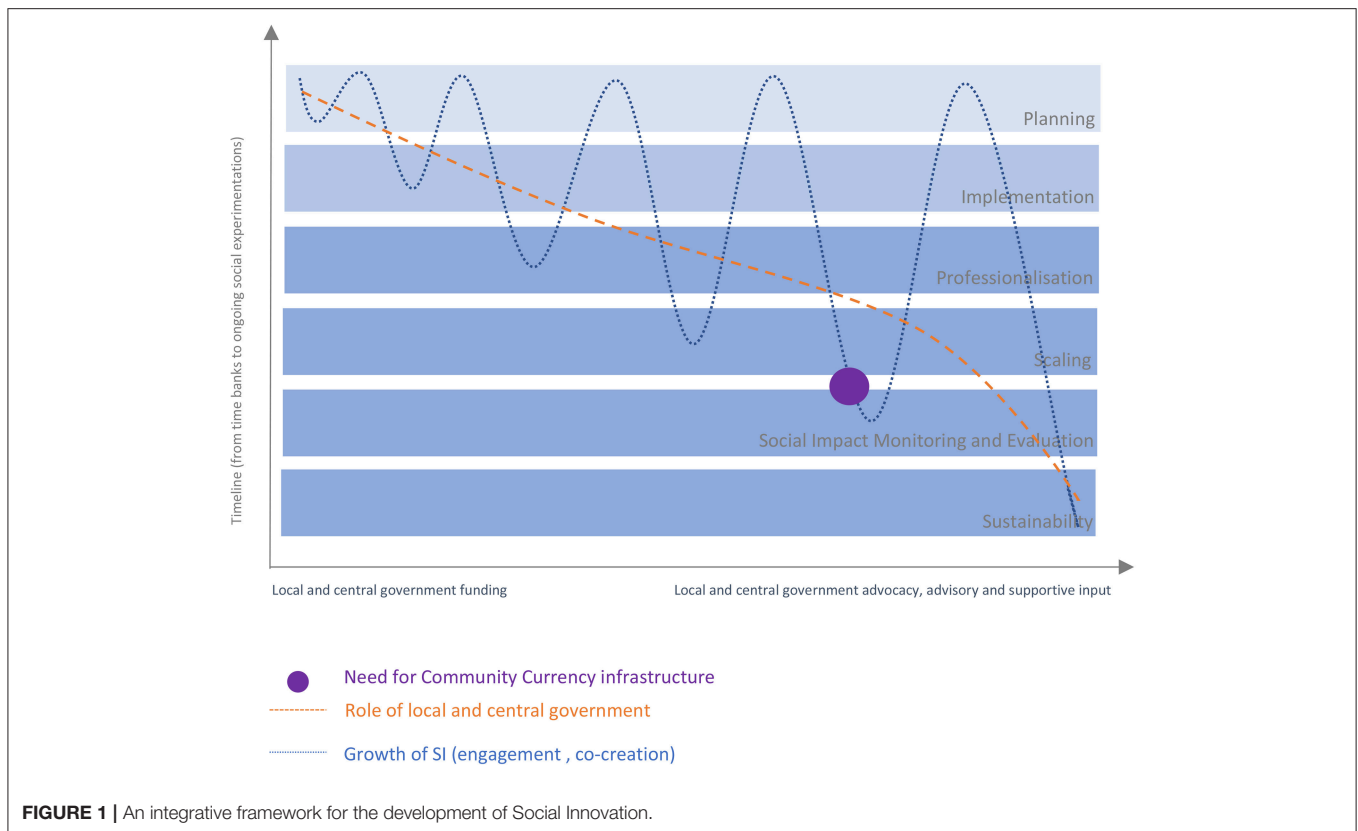 Timeline (from time banks to ongoing social experimentations)
Planning
Implementation
Professionalisation
Scaling
Social Impact Monitoring and Evaluation
Sustainability
Local and central government funding
Local and central government advocacy, advisory and supportive input
Need for Community Currency infrastructure
Role of local and central government
Growth of SI (engagement , co-creation)
FIGURE 1 | An integrative framework for the development of Social Innovation.